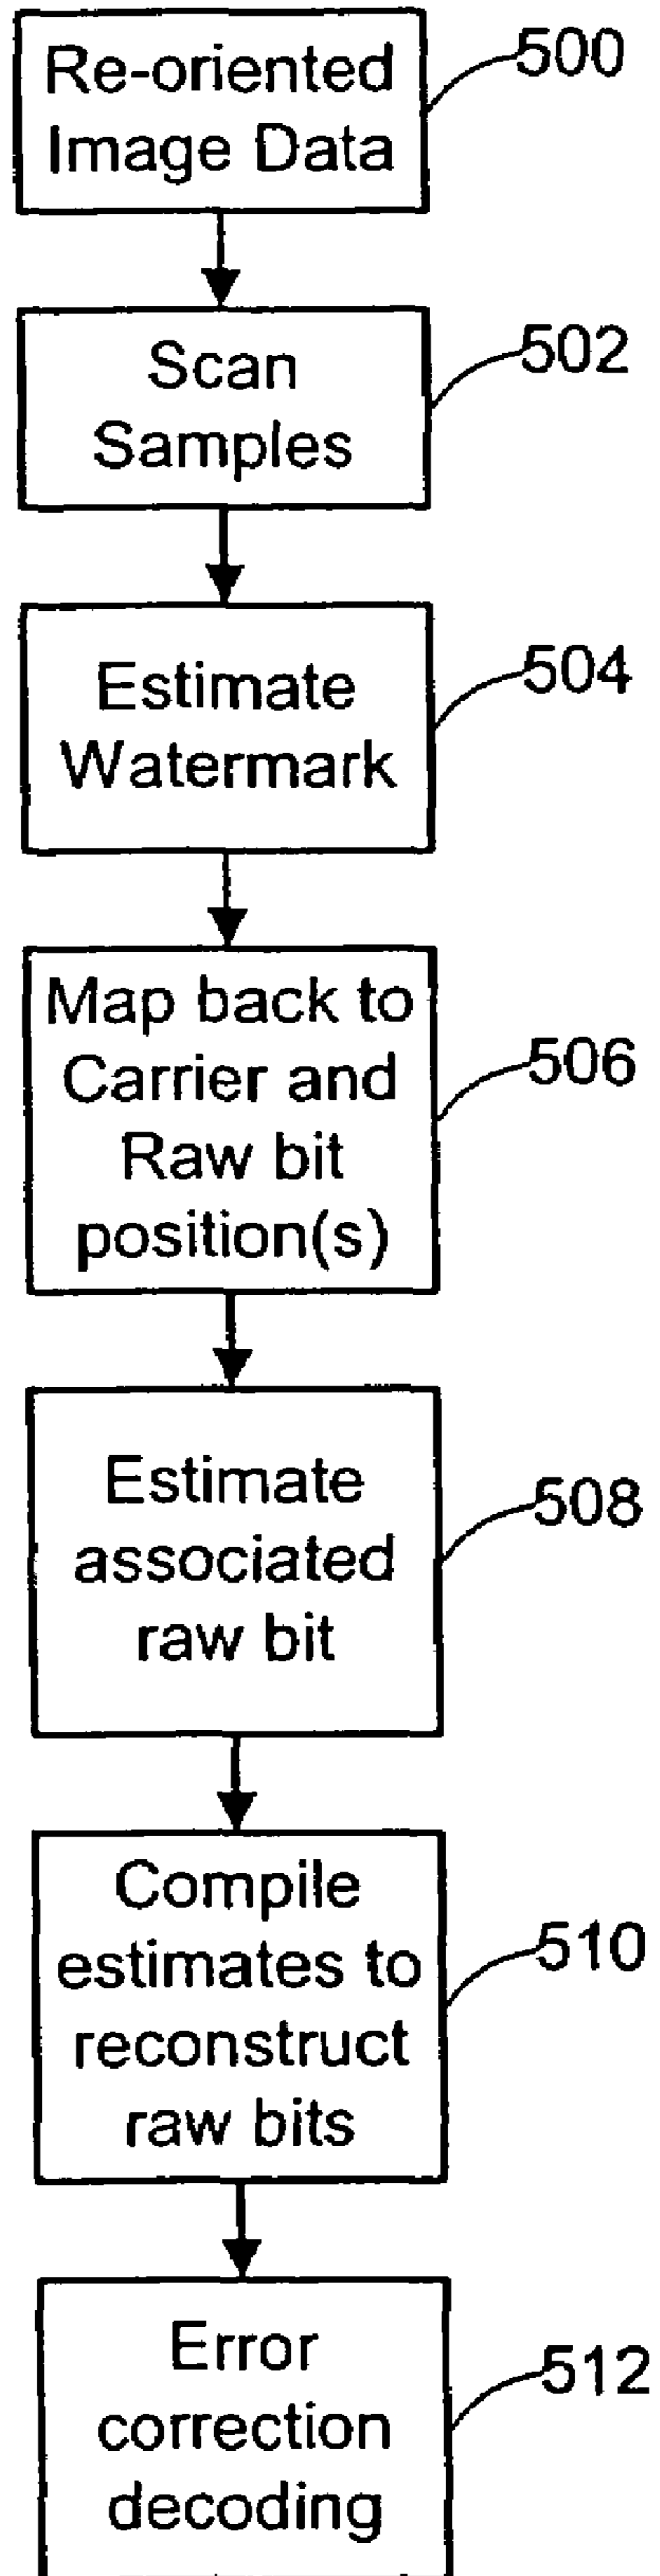 Re-oriented
Image Data
500
Scan
Samples
502
Estimate
Watermark
504
Map back to
Carrier and
Raw bit
position(s)
506
Estimate
associated
raw bit
508
Compile
estimates to
reconstruct
raw bits
510
Error
correction
decoding
512